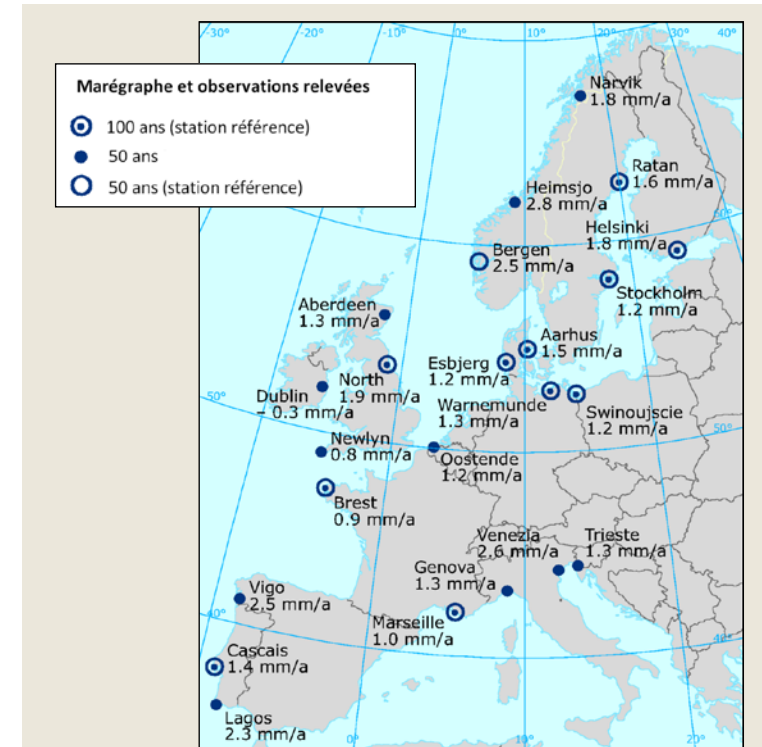 -30°
-20°
-10°
0°
10°
20°
30°
Marégraphe et observations relevées
100 ans (station référence)
50 ans
50 ans (station référence)
Narvik
1.8 mm/a
Ratan
1.6 mm/a
Heimsjo
2.8 mm/a
Helsinki
1.8 mm/a
Bergen
2.5 mm/a
Stockholm
1.2 mm/a
Aberdeen
1.3 mm/a
Aarhus
1.5 mm/a
Esbjerg
1.2 mm/a
North
1.9 mm/a
Dublin
– 0.3 mm/a
50°
Warnemunde
1.3 mm/a
Swinoujscie
1.2 mm/a
50°
Newlyn
0.8 mm/a
Oostende
1.2 mm/a
Brest
0.9 mm/a
Venezia
2.6 mm/a
Trieste
1.3 mm/a
Genova
1.3 mm/a
Vigo
2.5 mm/a
40°
Marseille
1.0 mm/a
40°
Cascais
1.4 mm/a
Lagos
2.3 mm/a
0°
10°
20°